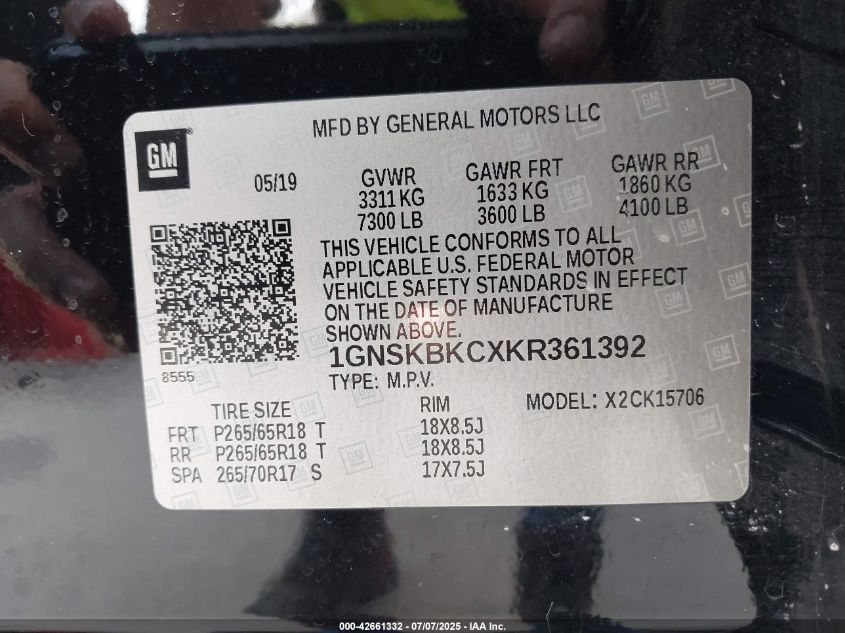 MFD BY GENERAL MOTORS LLC
GM
05/19
GVWR
3311 KG
7300 LB
GAWR FRT
1633 KG
3600 LB
GAWR RR
1860 KG
4100 LB
THIS VEHICLE CONFORMS TO ALL
APPLICABLE U.S. FEDERAL MOTOR
VEHICLE SAFETY STANDARDS IN EFFECT
ON THE DATE OF MANUFACTURE
SHOWN ABOVE.
8555
1GNSKBKCXKR361392
TYPE: M.P.V.
MODEL: X2CK15706
TIRE SIZE RIM
FRT P265/65R18 T 18X8.5J
RR P265/65R18 T 18X8.5J
SPA 265/70R17 S 17X7.5J
000-42661332 - 07/07/2025 - IAA Inc.